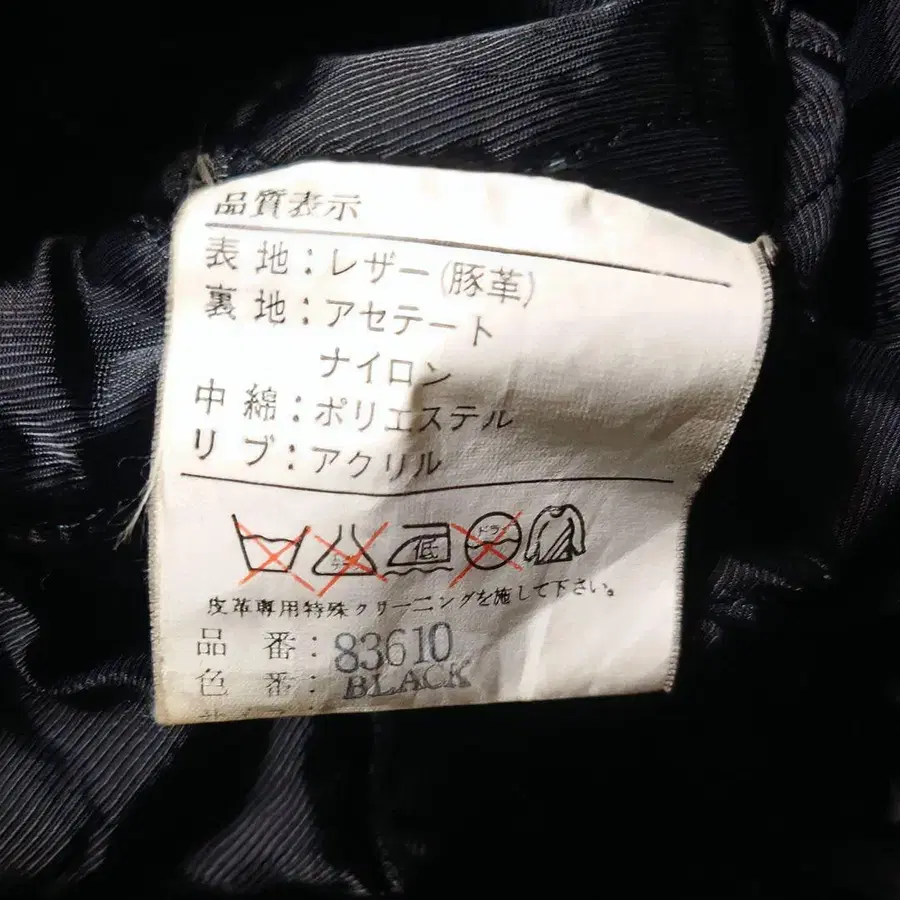 品質表示
表地：レザー(豚革)
裏地：アセテート
ナイロン
中綿：ポリエステル
リブ：アクリル
低 ドライ
皮革専用特殊クリーニングを施して下さい。
品番：83610
色番：BLACK